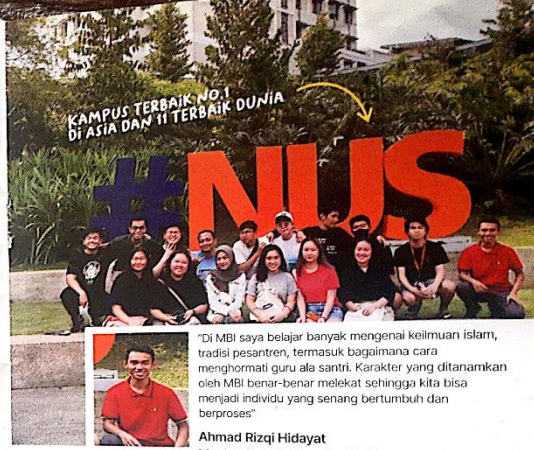 KAMPUS TERBAIK NO.1
Di ASIA DAN 11 TERBAIK DUNIA
#NUS
"Di MBI saya belajar banyak mengenai keilmuan islam,
tradisi pesantren, termasuk bagaimana cara
menghormati guru ala santri. Karakter yang ditanamkan
oleh MBI benar-benar melekat sehingga kita bisa
menjadi individu yang senang bertumbuh dan
berproses"
Ahmad Rizqi Hidayat